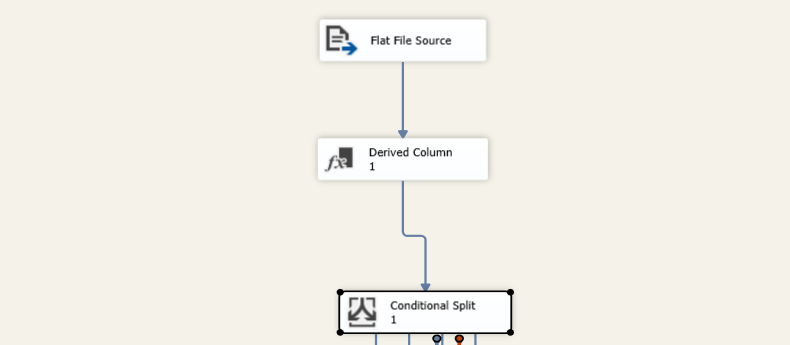 Flat File Source
Derived Column
1
Conditional Split
1